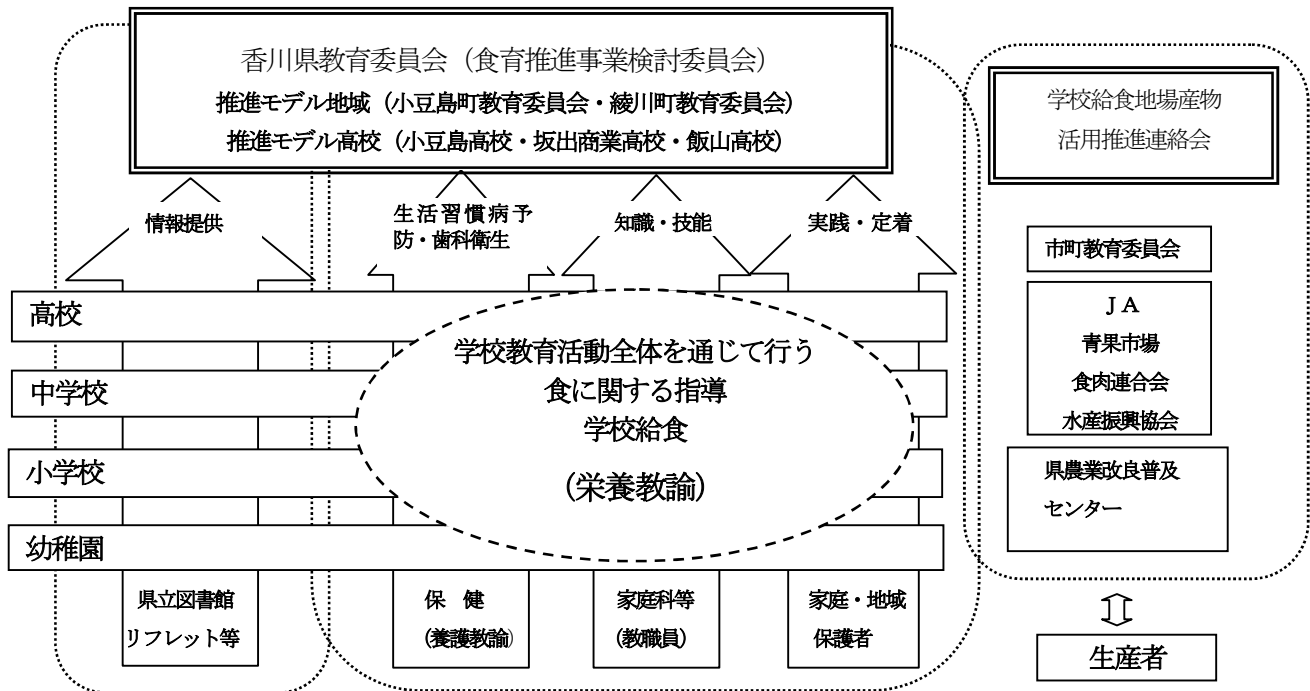 香川県教育委員会（食育推進事業検討委員会）
推進モデル地域（小豆島町教育委員会・綾川町教育委員会）
推進モデル高校（小豆島高校・坂出商業高校・飯山高校）
情報提供
生活習慣病予
防・歯科衛生
知識・技能
実践・定着
高校
中学校
小学校
幼稚園
学校教育活動全体を通じて行う
食に関する指導
学校給食
（栄養教諭）
県立図書館
リフレット等
保　健
（養護教諭）
家庭科等
（教職員）
家庭・地域
保護者
学校給食地場産物
活用推進連絡会
市町教育委員会
ＪＡ
青果市場
食肉連合会
水産振興協会
県農業改良普及
センター
生産者